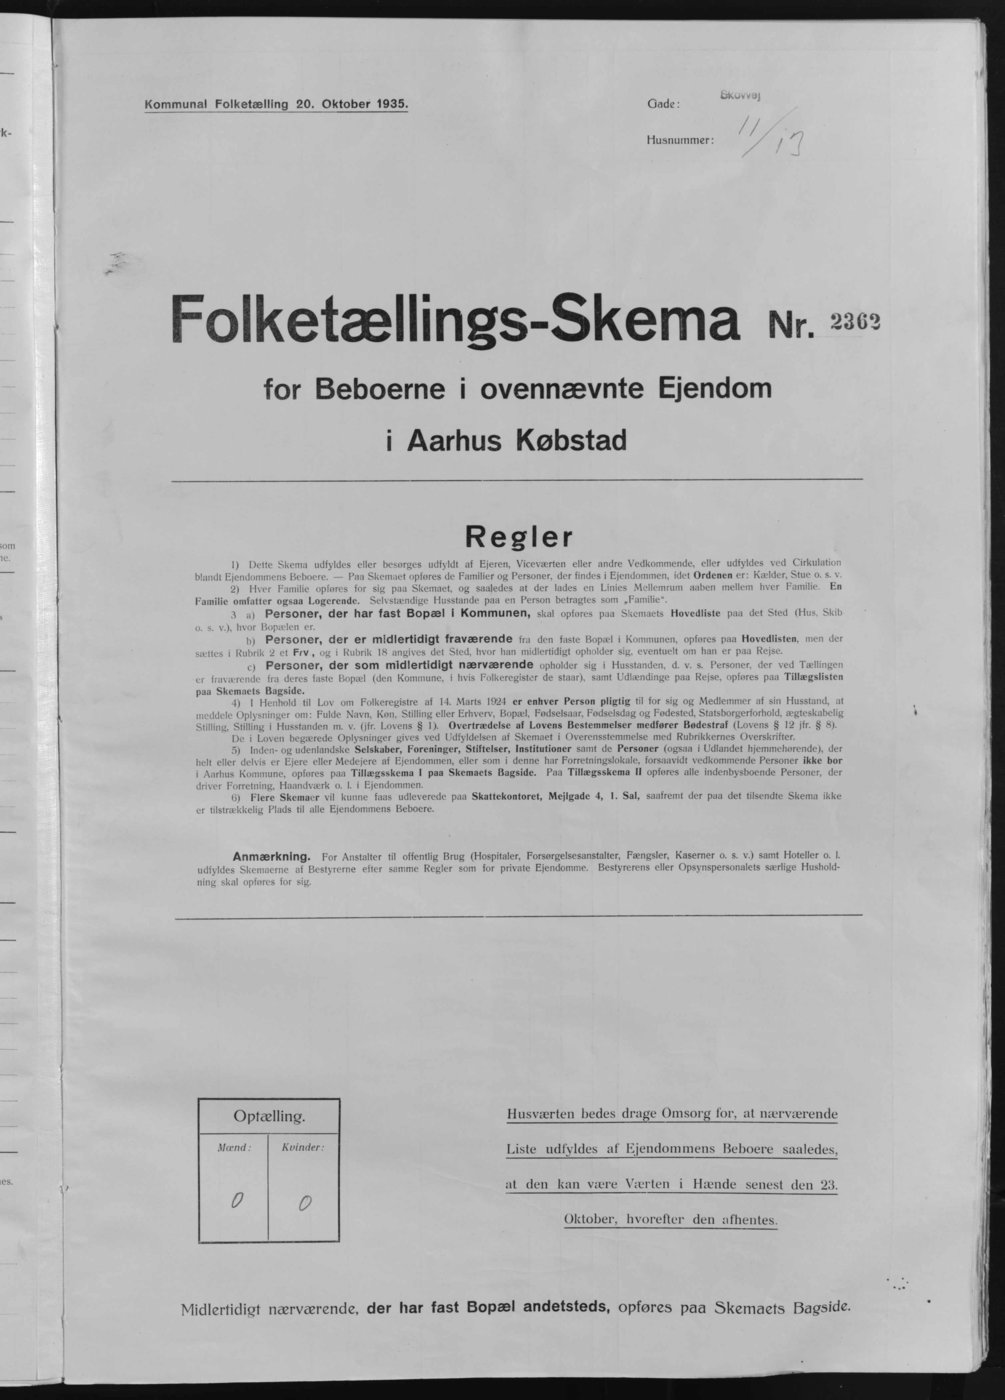 Kommunal Folketælling 20. Oktober 1935.
Gade: Skovvej
Husnummer: 11/13
Folketællings-Skema Nr. 2362
for Beboerne i ovennævnte Ejendom
i Aarhus Købstad
Regler
1) Dette Skema udfyldes eller besørges udfyldt af Ejeren, Viceværten eller andre Vedkommende, eller udfyldes ved Cirkulation
blandt Ejendommens Beboere. — Paa Skemaet opføres de Familier og Personer, der findes i Ejendommen, idet Ordenen er: Kælder, Stue o. s. v.
2) Hver Familie opføres for sig paa Skemaet, og saaledes at der lades en Linies Mellemrum aaben mellem hver Familie. En
Familie omfatter ogsaa Logerende. Selvstændige Husstande paa en Person betragtes som „Familie“.
3 a) Personer, der har fast Bopæl i Kommunen, skal opføres paa Skemaets Hovedliste paa det Sted (Hus, Skib
o. s. v.), hvor Bopælen er.
b) Personer, der er midlertidigt fraværende fra den faste Bopæl i Kommunen, opføres paa Hovedlisten, men der
sættes i Rubrik 2 et Frv, og i Rubrik 18 angives det Sted, hvor han midlertidigt opholder sig, eventuelt om han er paa Rejse.
c) Personer, der som midlertidigt nærværende opholder sig i Husstanden, d. v. s. Personer, der ved Tællingen
er fraværende fra deres faste Bopæl (den Kommune, i hvis Folkeregister de staar), samt Udlændinge paa Rejse, opføres paa Tillægslisten
paa Skemaets Bagside.
4) I Henhold til Lov om Folkeregistre af 14. Marts 1924 er enhver Person pligtig til for sig og Medlemmer af sin Husstand, at
meddele Oplysninger om: Fulde Navn, Køn, Stilling eller Erhverv, Bopæl, Fødselsaar, Fødselsdag og Fødested, Statsborgerforhold, ægteskabelig
Stilling, Stilling i Husstanden m. v. (jfr. Lovens § 1). Overtrædelse af Lovens Bestemmelser medfører Bødestraf (Lovens § 12 jfr. § 8).
De i Loven begærede Oplysninger gives ved Udfyldelsen af Skemaet i Overensstemmelse med Rubrikkernes Overskrifter.
5) Inden- og udenlandske Selskaber, Foreninger, Stiftelser, Institutioner samt de Personer (ogsaa i Udlandet hjemmehørende), der
helt eller delvis er Ejere eller Medejere af Ejendommen, eller som i denne har Forretningslokale, forsaavidt vedkommende Personer ikke bor
i Aarhus Kommune, opføres paa Tillægsskema I paa Skemaets Bagside. Paa Tillægsskema II opføres alle indenbysboende Personer, der
driver Forretning, Haandværk o. l. i Ejendommen.
6) Flere Skemaer vil kunne faas udleverede paa Skattekontoret, Mejlgade 4, 1. Sal, saafremt der paa det tilsendte Skema ikke
er tilstrækkelig Plads til alle Ejendommens Beboere.
Anmærkning. For Anstalter til offentlig Brug (Hospitaler, Forsørgelsesanstalter, Fængsler, Kaserner o. s. v.) samt Hoteller o. l.
udfyldes Skemaerne af Bestyrerne efter samme Regler som for private Ejendomme. Bestyrerens eller Opsynspersonalets særlige Hushold-
ning skal opføres for sig.
Optælling.
Mænd: Kvinder:
0 0
Husværten bedes drage Omsorg for, at nærværende
Liste udfyldes af Ejendommens Beboere saaledes,
at den kan være Værten i Hænde senest den 23.
Oktober, hvorefter den afhentes.
Midlertidigt nærværende, der har fast Bopæl andetsteds, opføres paa Skemaets Bagside.